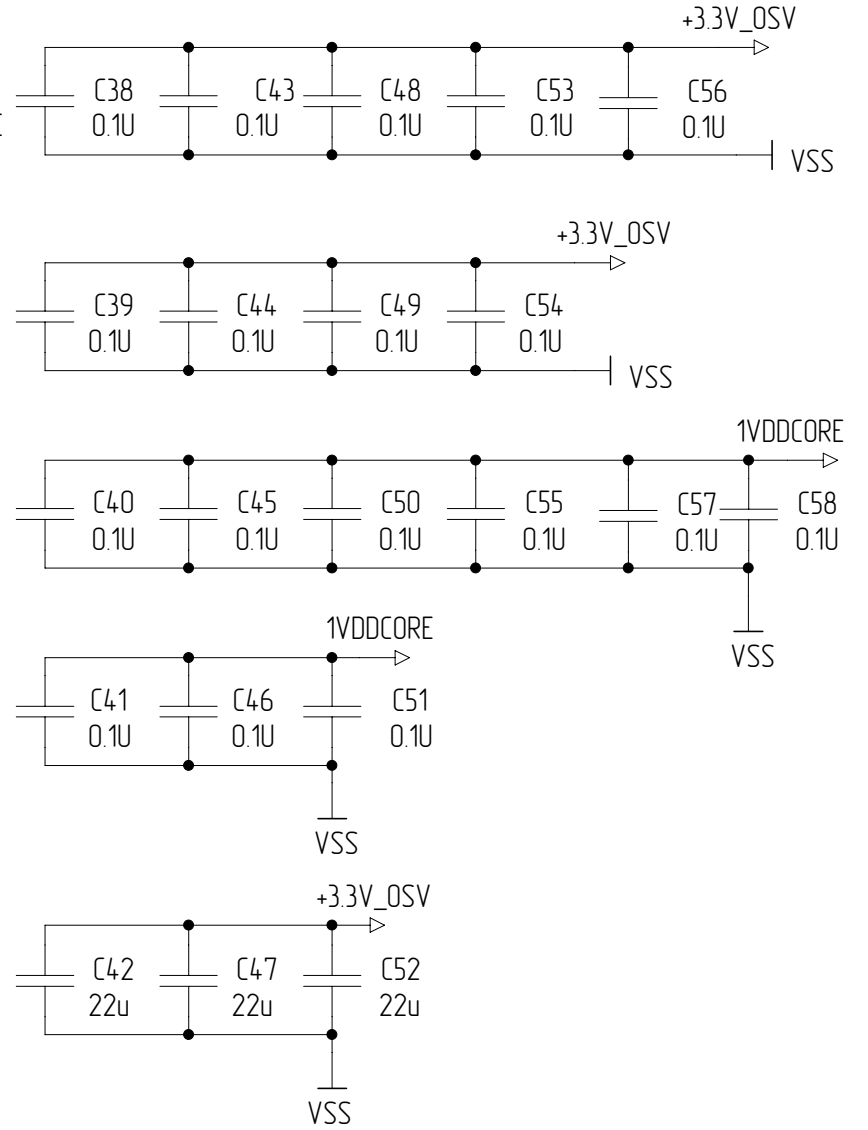 +3.3V_OSV
C38 C43 C48 C53 C56
0.1U 0.1U 0.1U 0.1U 0.1U
VSS
+3.3V_OSV
C39 C44 C49 C54
0.1U 0.1U 0.1U 0.1U
VSS
1VDDCORE
C40 C45 C50 C55 C57 C58
0.1U 0.1U 0.1U 0.1U 0.1U 0.1U
VSS
1VDDCORE
C41 C46 C51
0.1U 0.1U 0.1U
VSS
+3.3V_OSV
C42 C47 C52
22u 22u 22u
VSS